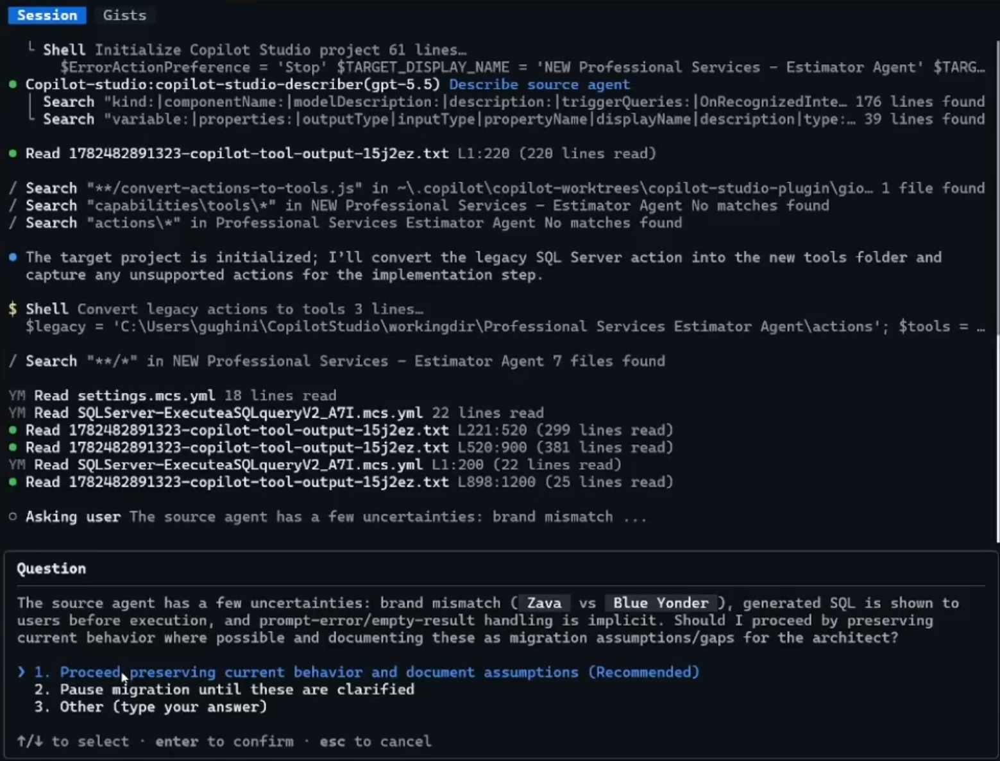 Session Gists
└ Shell Initialize Copilot Studio project 61 lines…
$ErrorActionPreference = 'Stop' $TARGET_DISPLAY_NAME = 'NEW Professional Services - Estimator Agent' $TARG…
● Copilot-studio:copilot-studio-describer(gpt-5.5) Describe source agent
│ Search "kind:|componentName:|modelDescription:|description:|triggerQueries:|OnRecognizedInte… 176 lines found
└ Search "variable:|properties:|outputType|inputType|propertyName|displayName|description|type:… 39 lines found
● Read 1782482891323-copilot-tool-output-15j2ez.txt L1:220 (220 lines read)
/ Search "**/convert-actions-to-tools.js" in ~\.copilot\copilot-worktrees\copilot-studio-plugin\gio… 1 file found
/ Search "capabilities\tools\*" in NEW Professional Services - Estimator Agent No matches found
/ Search "actions\*" in Professional Services Estimator Agent No matches found
● The target project is initialized; I'll convert the legacy SQL Server action into the new tools folder and
capture any unsupported actions for the implementation step.
$ Shell Convert legacy actions to tools 3 lines…
$legacy = 'C:\Users\gughini\CopilotStudio\workingdir\Professional Services Estimator Agent\actions'; $tools = …
/ Search "**/*" in NEW Professional Services - Estimator Agent 7 files found
YM Read settings.mcs.yml 18 lines read
YM Read SQLServer-ExecuteaSQLqueryV2_A7I.mcs.yml 22 lines read
● Read 1782482891323-copilot-tool-output-15j2ez.txt L221:520 (299 lines read)
● Read 1782482891323-copilot-tool-output-15j2ez.txt L520:900 (381 lines read)
YM Read SQLServer-ExecuteaSQLqueryV2_A7I.mcs.yml L1:200 (22 lines read)
● Read 1782482891323-copilot-tool-output-15j2ez.txt L898:1200 (25 lines read)
○ Asking user The source agent has a few uncertainties: brand mismatch ...
Question
The source agent has a few uncertainties: brand mismatch ( Zava vs Blue Yonder ), generated SQL is shown to
users before execution, and prompt-error/empty-result handling is implicit. Should I proceed by preserving
current behavior where possible and documenting these as migration assumptions/gaps for the architect?
❯ 1. Proceed preserving current behavior and document assumptions (Recommended)
2. Pause migration until these are clarified
3. Other (type your answer)
↑/↓ to select · enter to confirm · esc to cancel